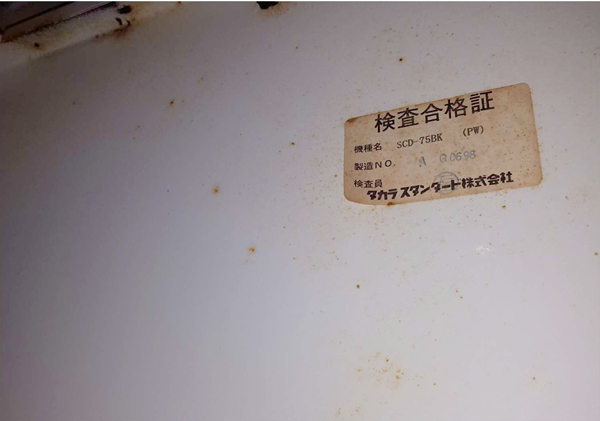 検査合格証
機種名 SCD-75BK (PW)
製造NO. A G0698
検査員
タカラスタンダード株式会社